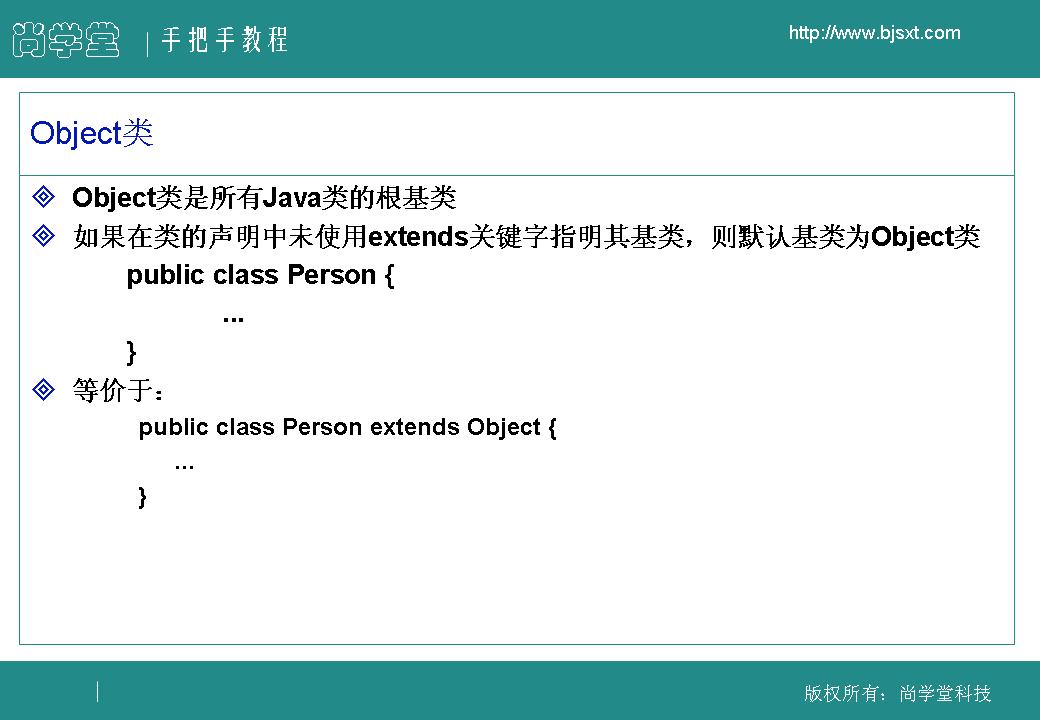 尚学堂 | 手把手教程
http://www.bjsxt.com
Object类
Object类是所有Java类的根基类
如果在类的声明中未使用extends关键字指明其基类，则默认基类为Object类
public class Person {
...
}
等价于：
public class Person extends Object {
...
}
版权所有：尚学堂科技